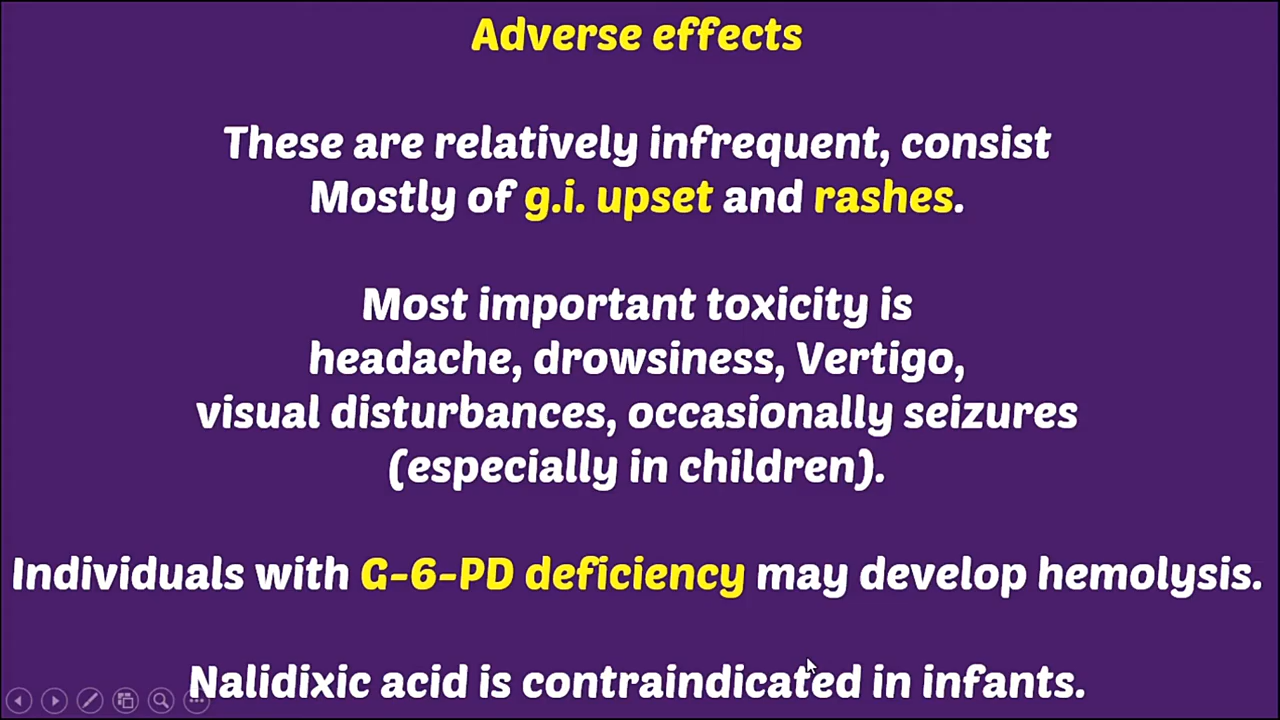 Adverse effects
These are relatively infrequent, consist
Mostly of g.i. upset and rashes.
Most important toxicity is
headache, drowsiness, Vertigo,
visual disturbances, occasionally seizures
(especially in children).
Individuals with G-6-PD deficiency may develop hemolysis.
Nalidixic acid is contraindicated in infants.